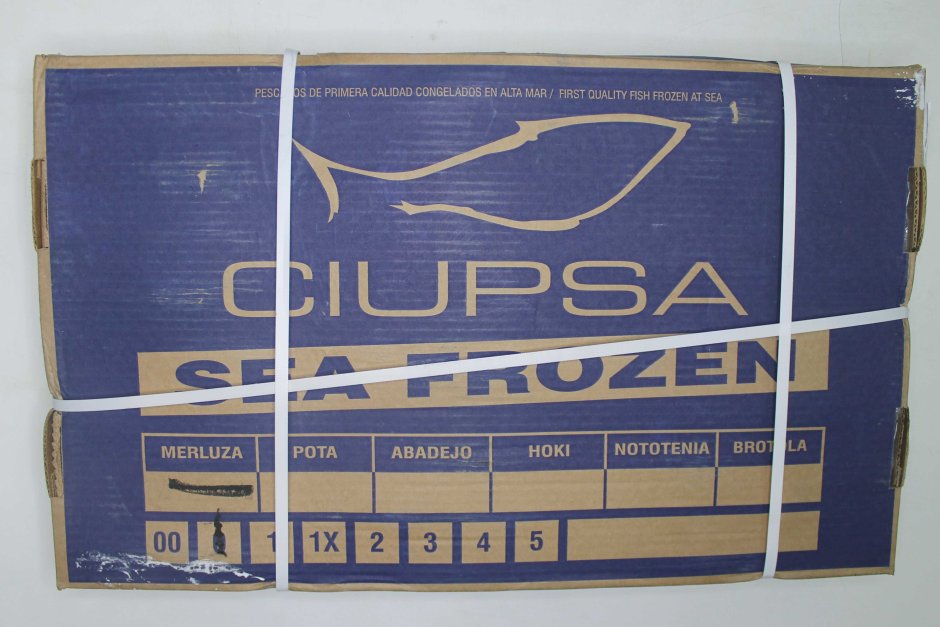 PESCADOS DE PRIMERA CALIDAD CONGELADOS EN ALTA MAR / FIRST QUALITY FISH FROZEN AT SEA
CIUPSA
SEA FROZEN
MERLUZA POTA ABADEJO HOKI NOTOTENIA BROTOLA
00 1 1X 2 3 4 5